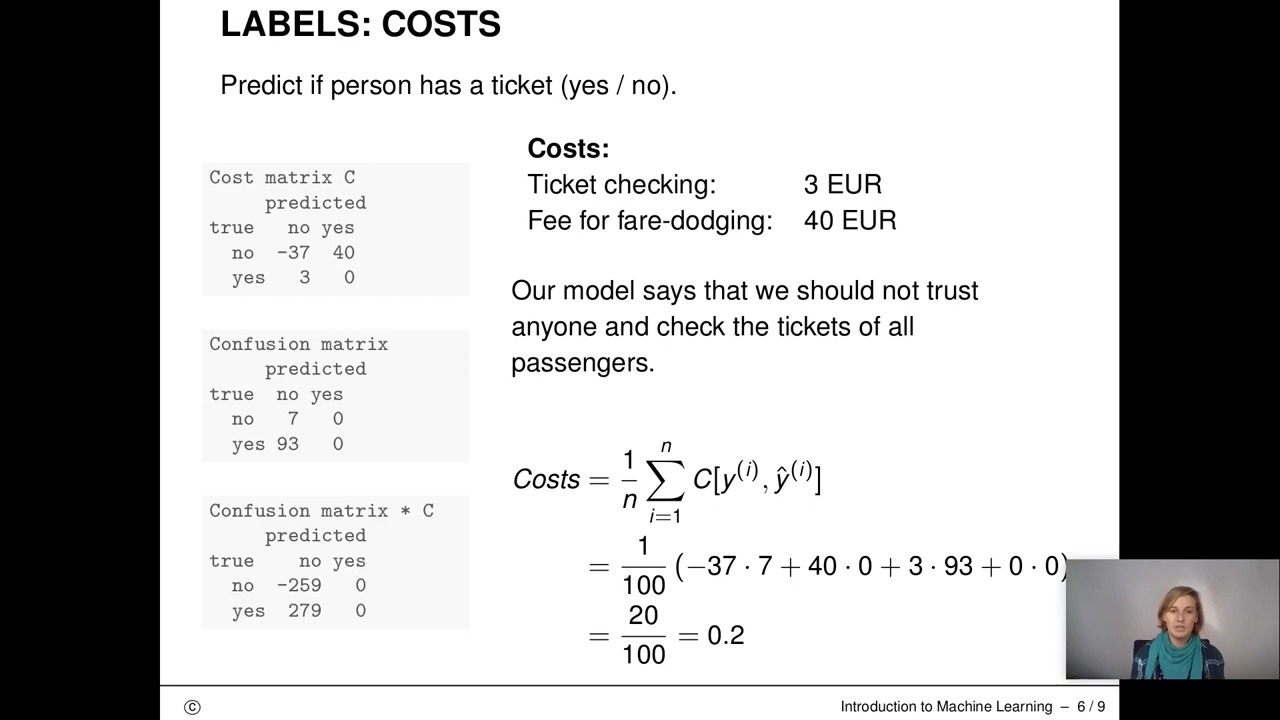 LABELS: COSTS
Predict if person has a ticket (yes / no).
Cost matrix C
predicted
true no yes
no -37 40
yes 3 0
Confusion matrix
predicted
true no yes
no 7 0
yes 93 0
Confusion matrix * C
predicted
true no yes
no -259 0
yes 279 0
Costs:
Ticket checking: 3 EUR
Fee for fare-dodging: 40 EUR
Our model says that we should not trust
anyone and check the tickets of all
passengers.
Costs = 1/n ∑_{i=1}^{n} C[y^{(i)}, ŷ^{(i)}]
= 1/100 (−37 · 7 + 40 · 0 + 3 · 93 + 0 · 0)
= 20/100 = 0.2
© Introduction to Machine Learning – 6 / 9